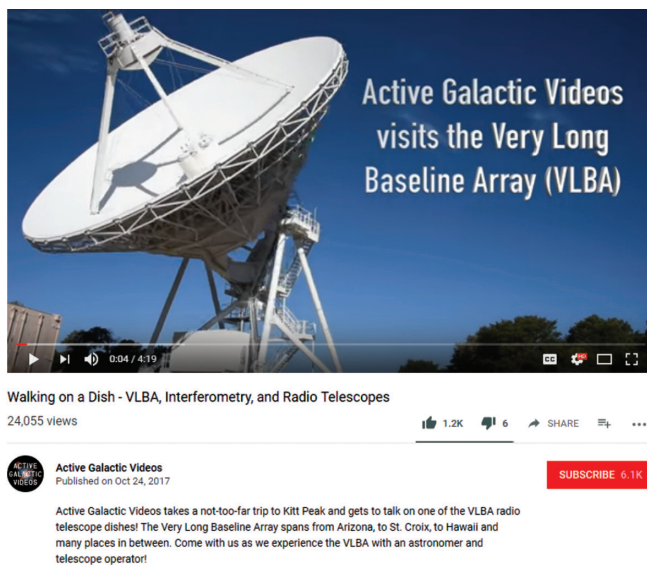 Active Galactic Videos
visits the Very Long
Baseline Array (VLBA)
0:04 / 4:19
CC
HD
Walking on a Dish - VLBA, Interferometry, and Radio Telescopes
24,055 views
1.2K 6 SHARE
ACTIVE
GALACTIC
VIDEOS
Active Galactic Videos
Published on Oct 24, 2017
SUBSCRIBE 6.1K
Active Galactic Videos takes a not-too-far trip to Kitt Peak and gets to talk on one of the VLBA radio
telescope dishes! The Very Long Baseline Array spans from Arizona, to St. Croix, to Hawaii and
many places in between. Come with us as we experience the VLBA with an astronomer and
telescope operator!